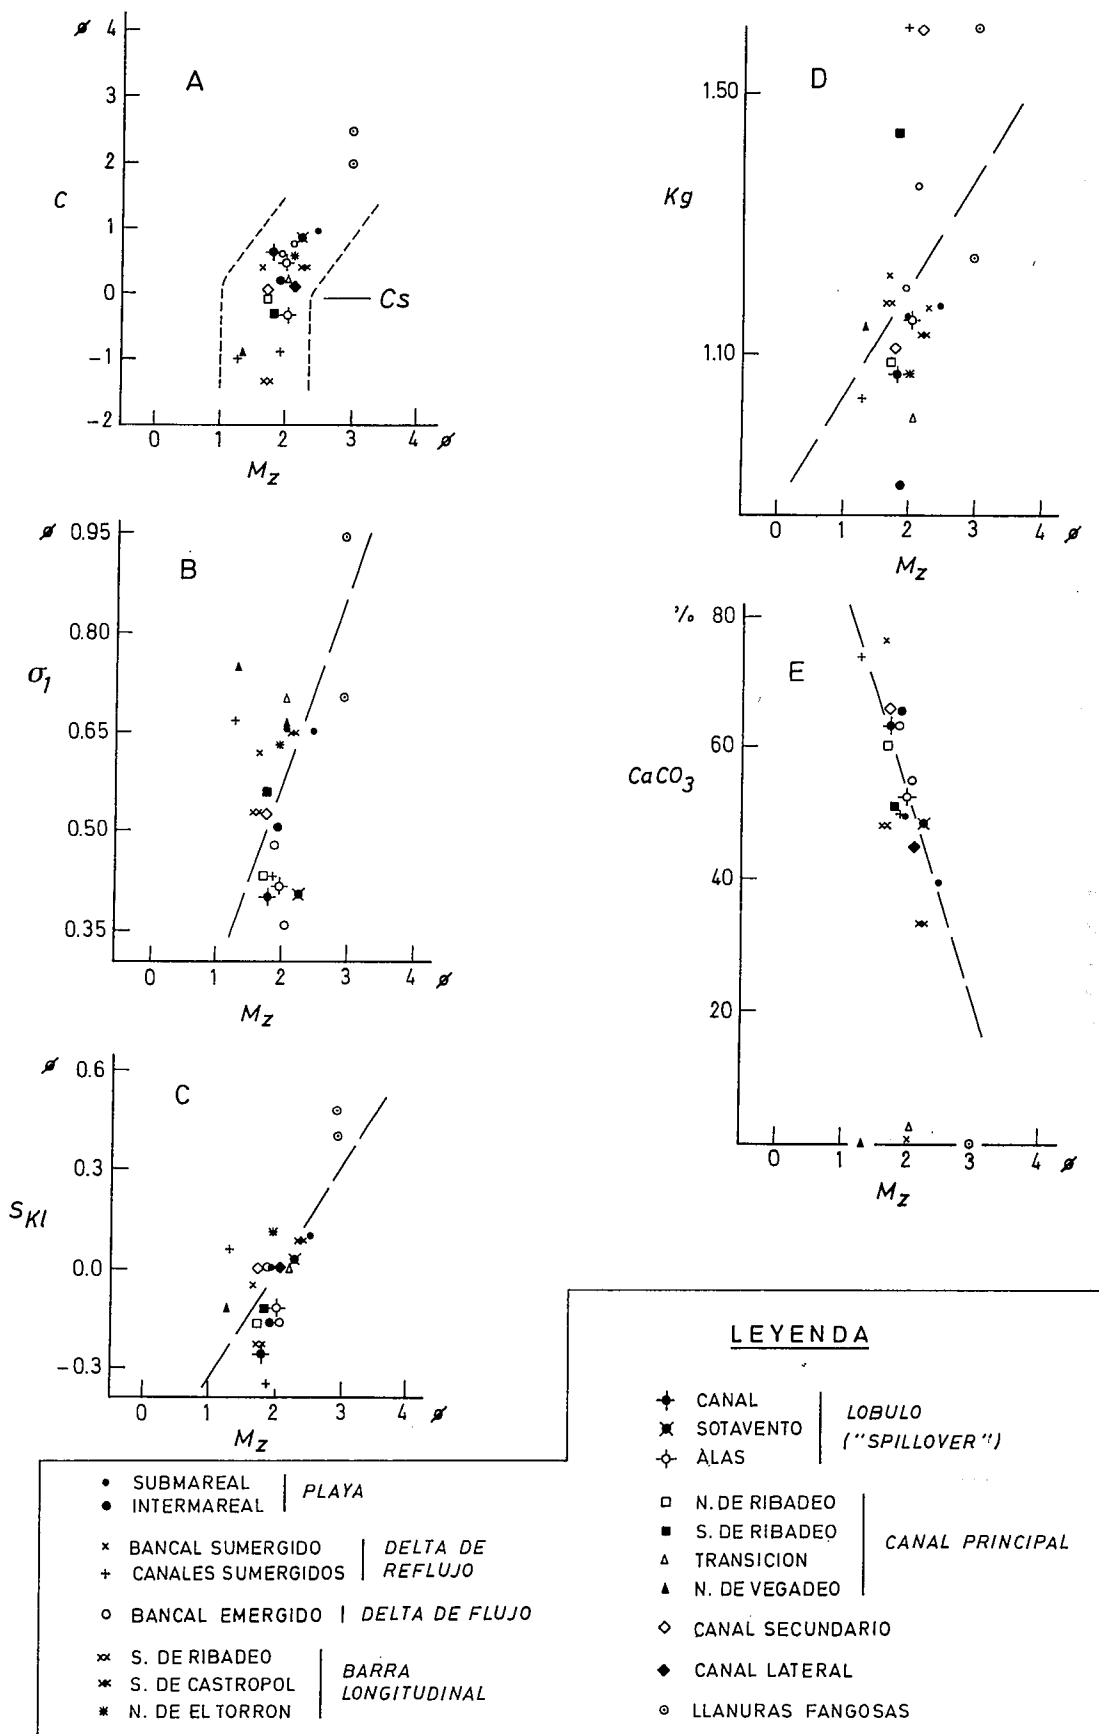 A
ø 4
3
2
1
0
−1
−2
C
Cs
0 1 2 3 4 ø
Mz
D
1.50
1.10
Kg
0 1 2 3 4 ø
Mz
B
ø 0.95
0.80
0.65
0.50
0.35
σ1
0 1 2 3 4 ø
Mz
E
% 80
60
40
20
CaCO3
0 1 2 3 4 ø
Mz
C
ø 0.6
0.3
0.0
−0.3
SKI
0 1 2 3 4 ø
Mz
SUBMAREAL
INTERMAREAL
PLAYA
BANCAL SUMERGIDO
CANALES SUMERGIDOS
DELTA DE
REFLUJO
BANCAL EMERGIDO
DELTA DE FLUJO
S. DE RIBADEO
S. DE CASTROPOL
N. DE EL TORRON
BARRA
LONGITUDINAL
LEYENDA
CANAL
SOTAVENTO
ALAS
LOBULO
("SPILLOVER")
N. DE RIBADEO
S. DE RIBADEO
TRANSICION
N. DE VEGADEO
CANAL PRINCIPAL
CANAL SECUNDARIO
CANAL LATERAL
LLANURAS FANGOSAS